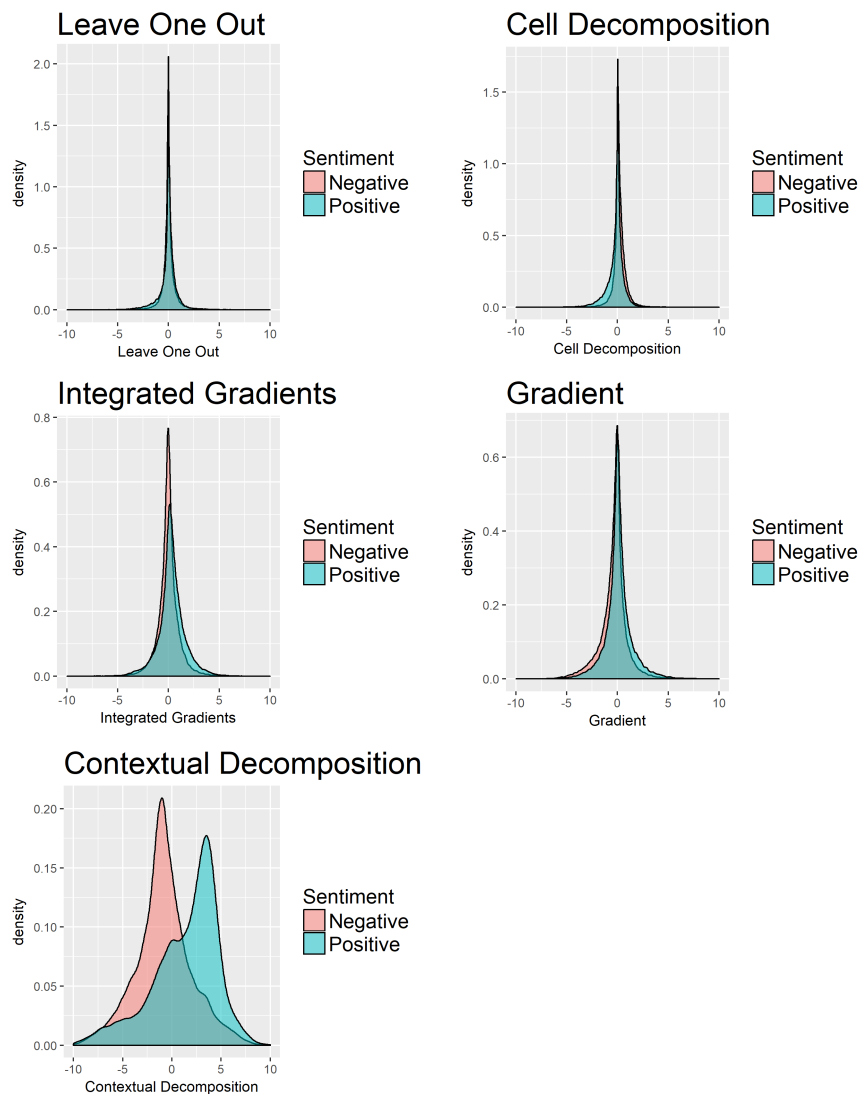 Leave One Out
2.0
1.5
1.0
0.5
0.0
density
-10 -5 0 5 10
Leave One Out
Sentiment
Negative
Positive
Cell Decomposition
1.5
1.0
0.5
0.0
density
-10 -5 0 5 10
Cell Decomposition
Sentiment
Negative
Positive
Integrated Gradients
0.8
0.6
0.4
0.2
0.0
density
-10 -5 0 5 10
Integrated Gradients
Sentiment
Negative
Positive
Gradient
0.6
0.4
0.2
0.0
density
-10 -5 0 5 10
Gradient
Sentiment
Negative
Positive
Contextual Decomposition
0.20
0.15
0.10
0.05
0.00
density
-10 -5 0 5 10
Contextual Decomposition
Sentiment
Negative
Positive